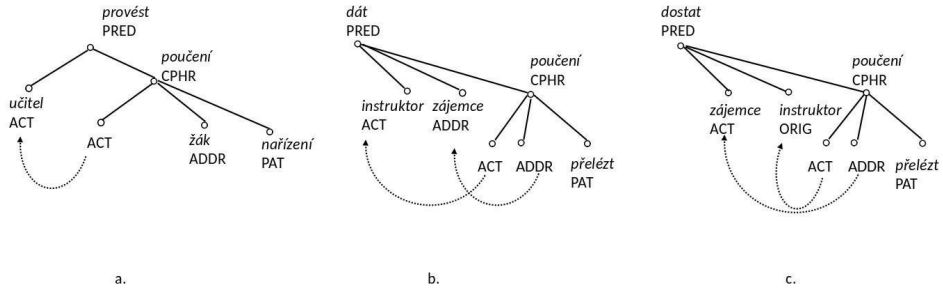 provést
PRED
poučení
CPHR
učitel
ACT
ACT
žák
ADDR
nařízení
PAT
a.
dát
PRED
poučení
CPHR
instruktor
ACT
zájemce
ADDR
ACT
ADDR
přelézt
PAT
b.
dostat
PRED
poučení
CPHR
zájemce
ACT
instruktor
ORIG
ACT
ADDR
přelézt
PAT
c.